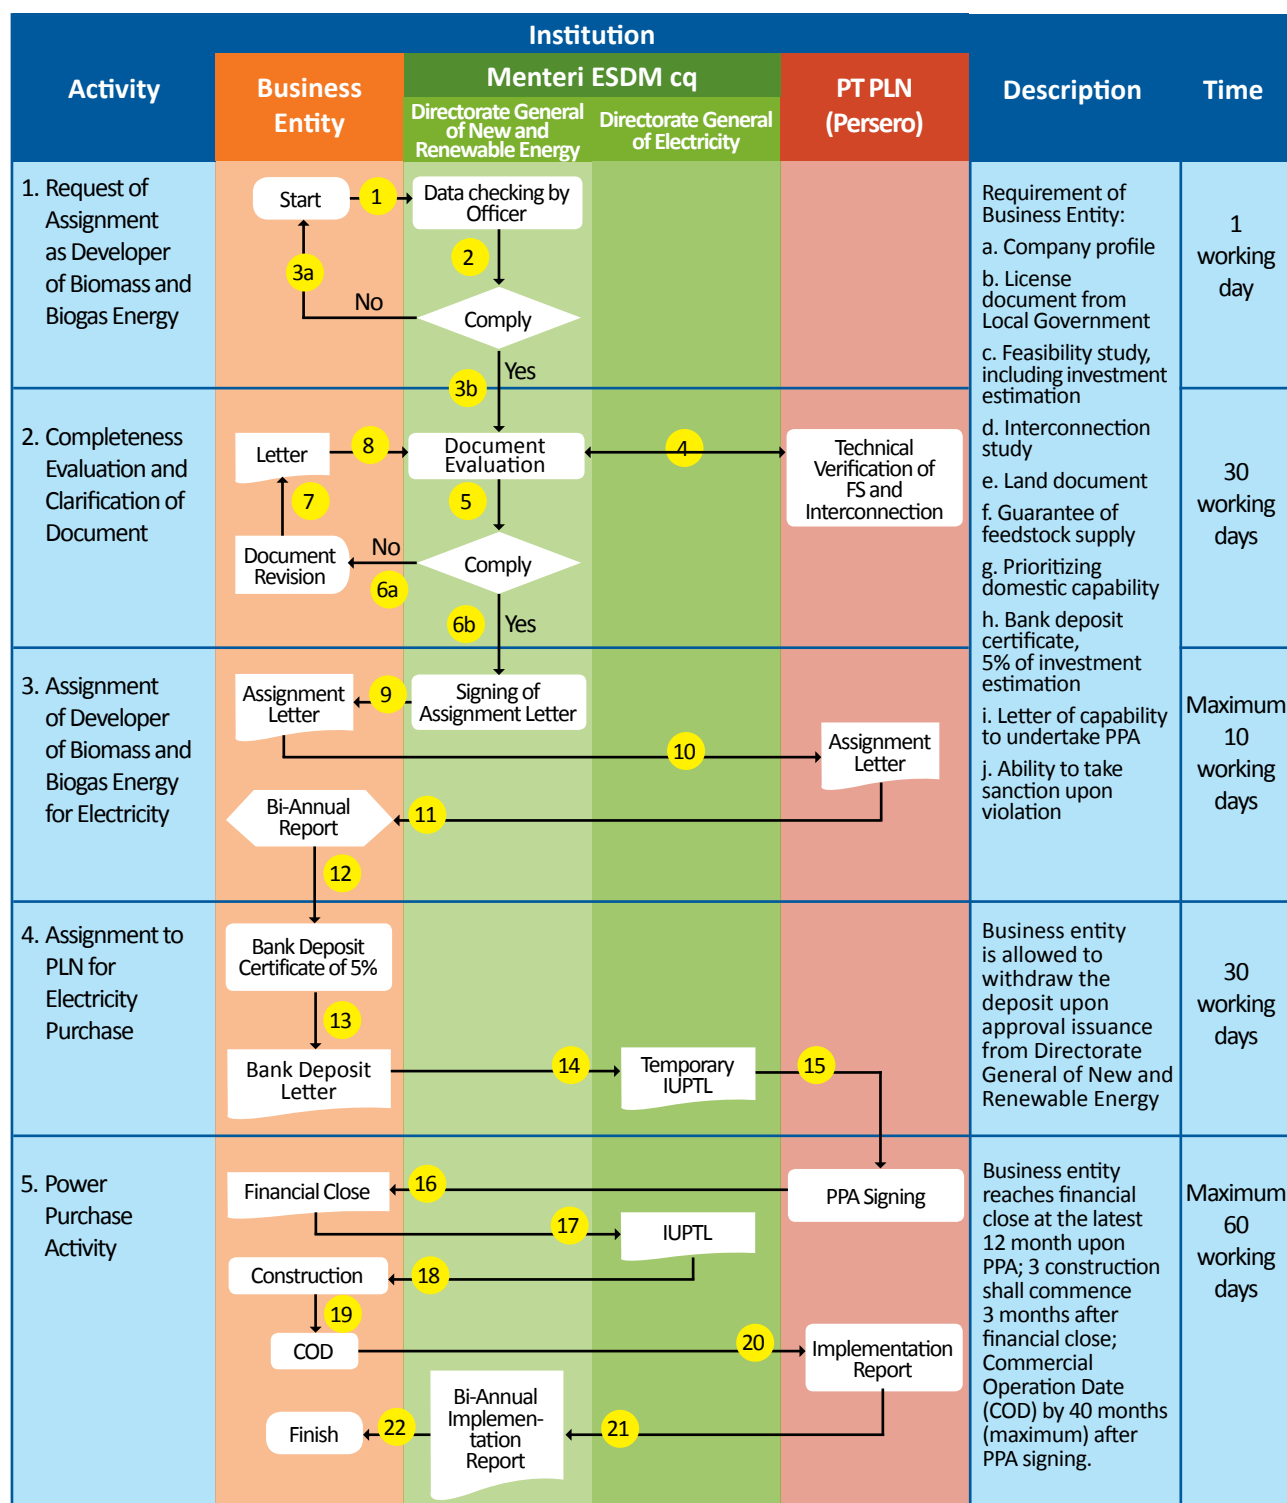 Institution
Activity
Business
Entity
Menteri ESDM cq
Directorate General
of New and
Renewable Energy
Directorate General
of Electricity
PT PLN
(Persero)
Description
Time
1. Request of
Assignment
as Developer
of Biomass and
Biogas Energy
Start
1
Data checking by
Officer
2
3a
No
Comply
Yes
3b
Requirement of
Business Entity:
a. Company profile
b. License
document from
Local Government
c. Feasibility study,
including investment
estimation
d. Interconnection
study
e. Land document
f. Guarantee of
feedstock supply
g. Prioritizing
domestic capability
h. Bank deposit
certificate,
5% of investment
estimation
i. Letter of capability
to undertake PPA
j. Ability to take
sanction upon
violation
1
working
day
2. Completeness
Evaluation and
Clarification of
Document
Letter
8
Document
Evaluation
4
Technical
Verification of
FS and
Interconnection
7
5
Document
Revision
No
6a
Comply
6b
Yes
30
working
days
3. Assignment
of Developer
of Biomass and
Biogas Energy
for Electricity
Assignment
Letter
9
Signing of
Assignment Letter
10
Assignment
Letter
Bi-Annual
Report
11
12
Maximum
10
working
days
4. Assignment to
PLN for
Electricity
Purchase
Bank Deposit
Certificate of 5%
13
Bank Deposit
Letter
14
Temporary
IUPTL
15
Business entity
is allowed to
withdraw the
deposit upon
approval issuance
from Directorate
General of New and
Renewable Energy
30
working
days
5. Power
Purchase
Activity
Financial Close
16
PPA Signing
17
IUPTL
Construction
18
19
COD
20
Implementation
Report
Bi-Annual
Implemen-
tation
Report
21
22
Finish
Business entity
reaches financial
close at the latest
12 month upon
PPA; 3 construction
shall commence
3 months after
financial close;
Commercial
Operation Date
(COD) by 40 months
(maximum) after
PPA signing.
Maximum
60
working
days